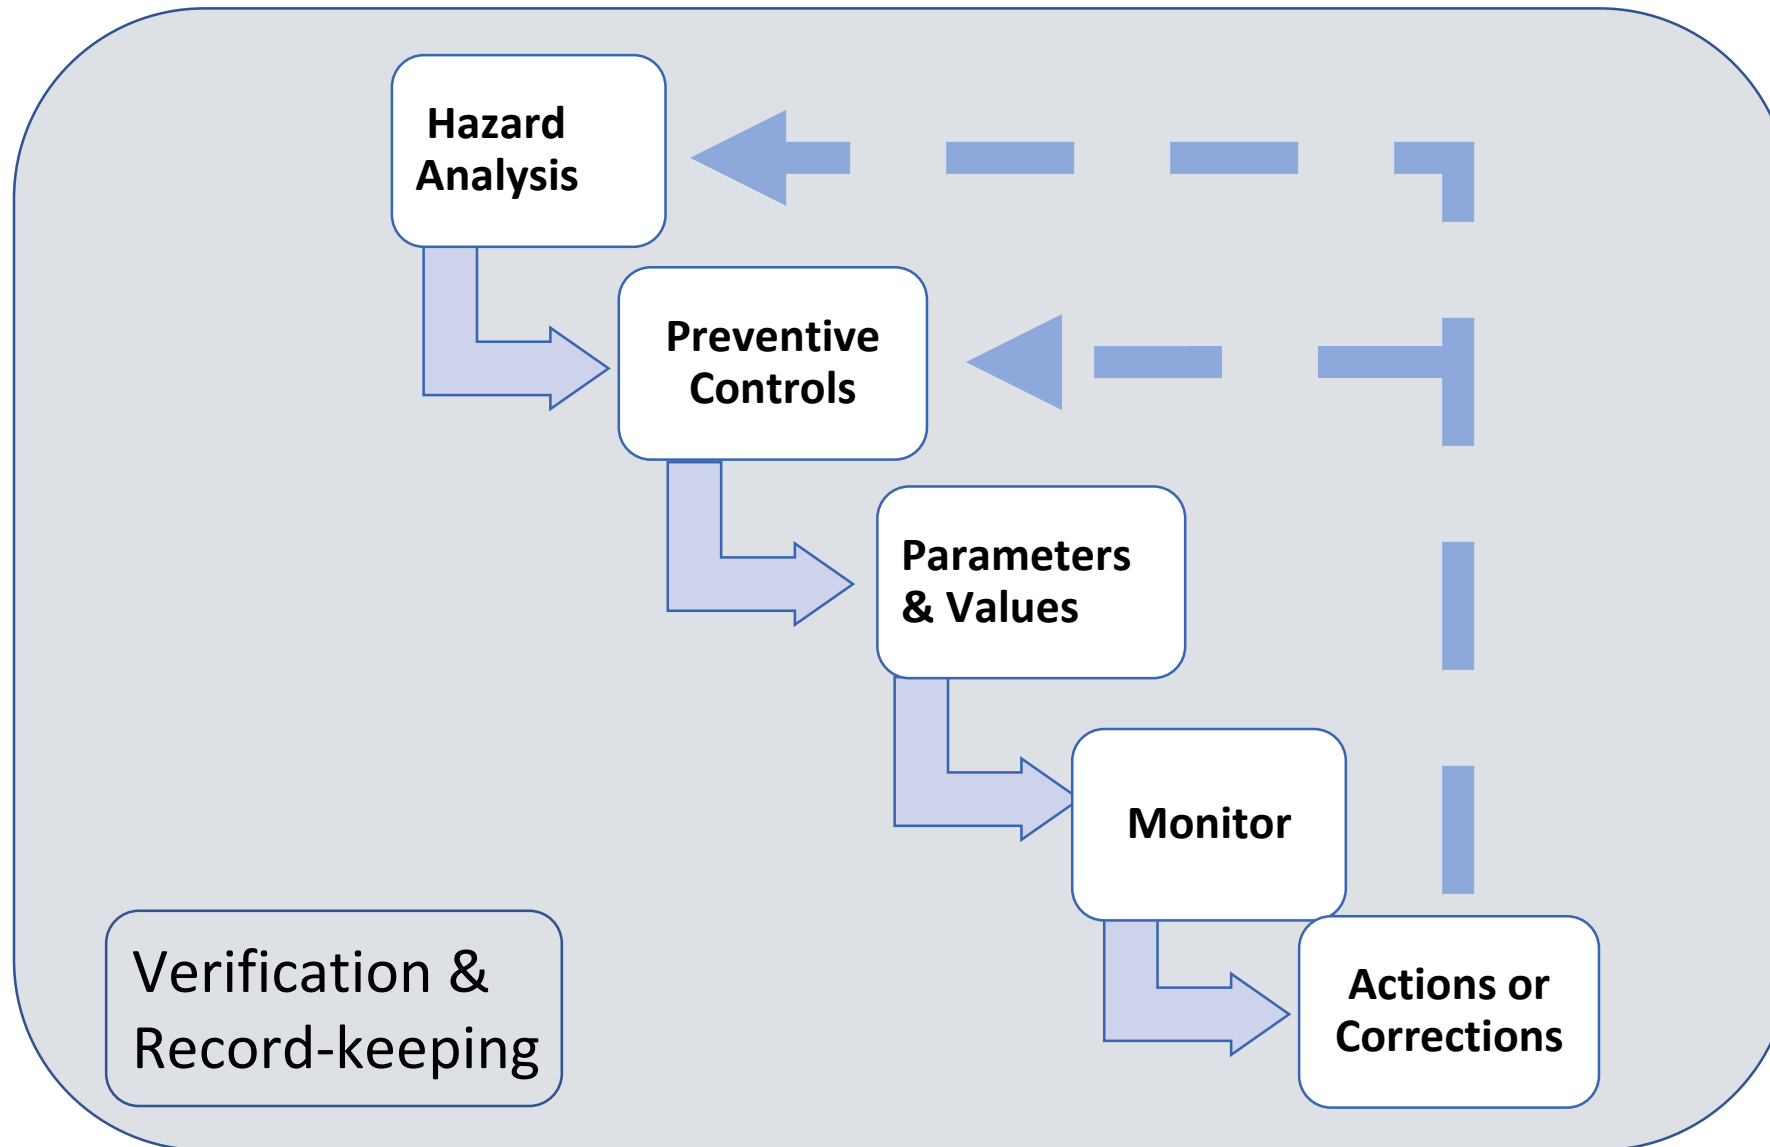 Hazard
Analysis
Preventive
Controls
Parameters
& Values
Monitor
Actions or
Corrections
Verification &
Record-keeping